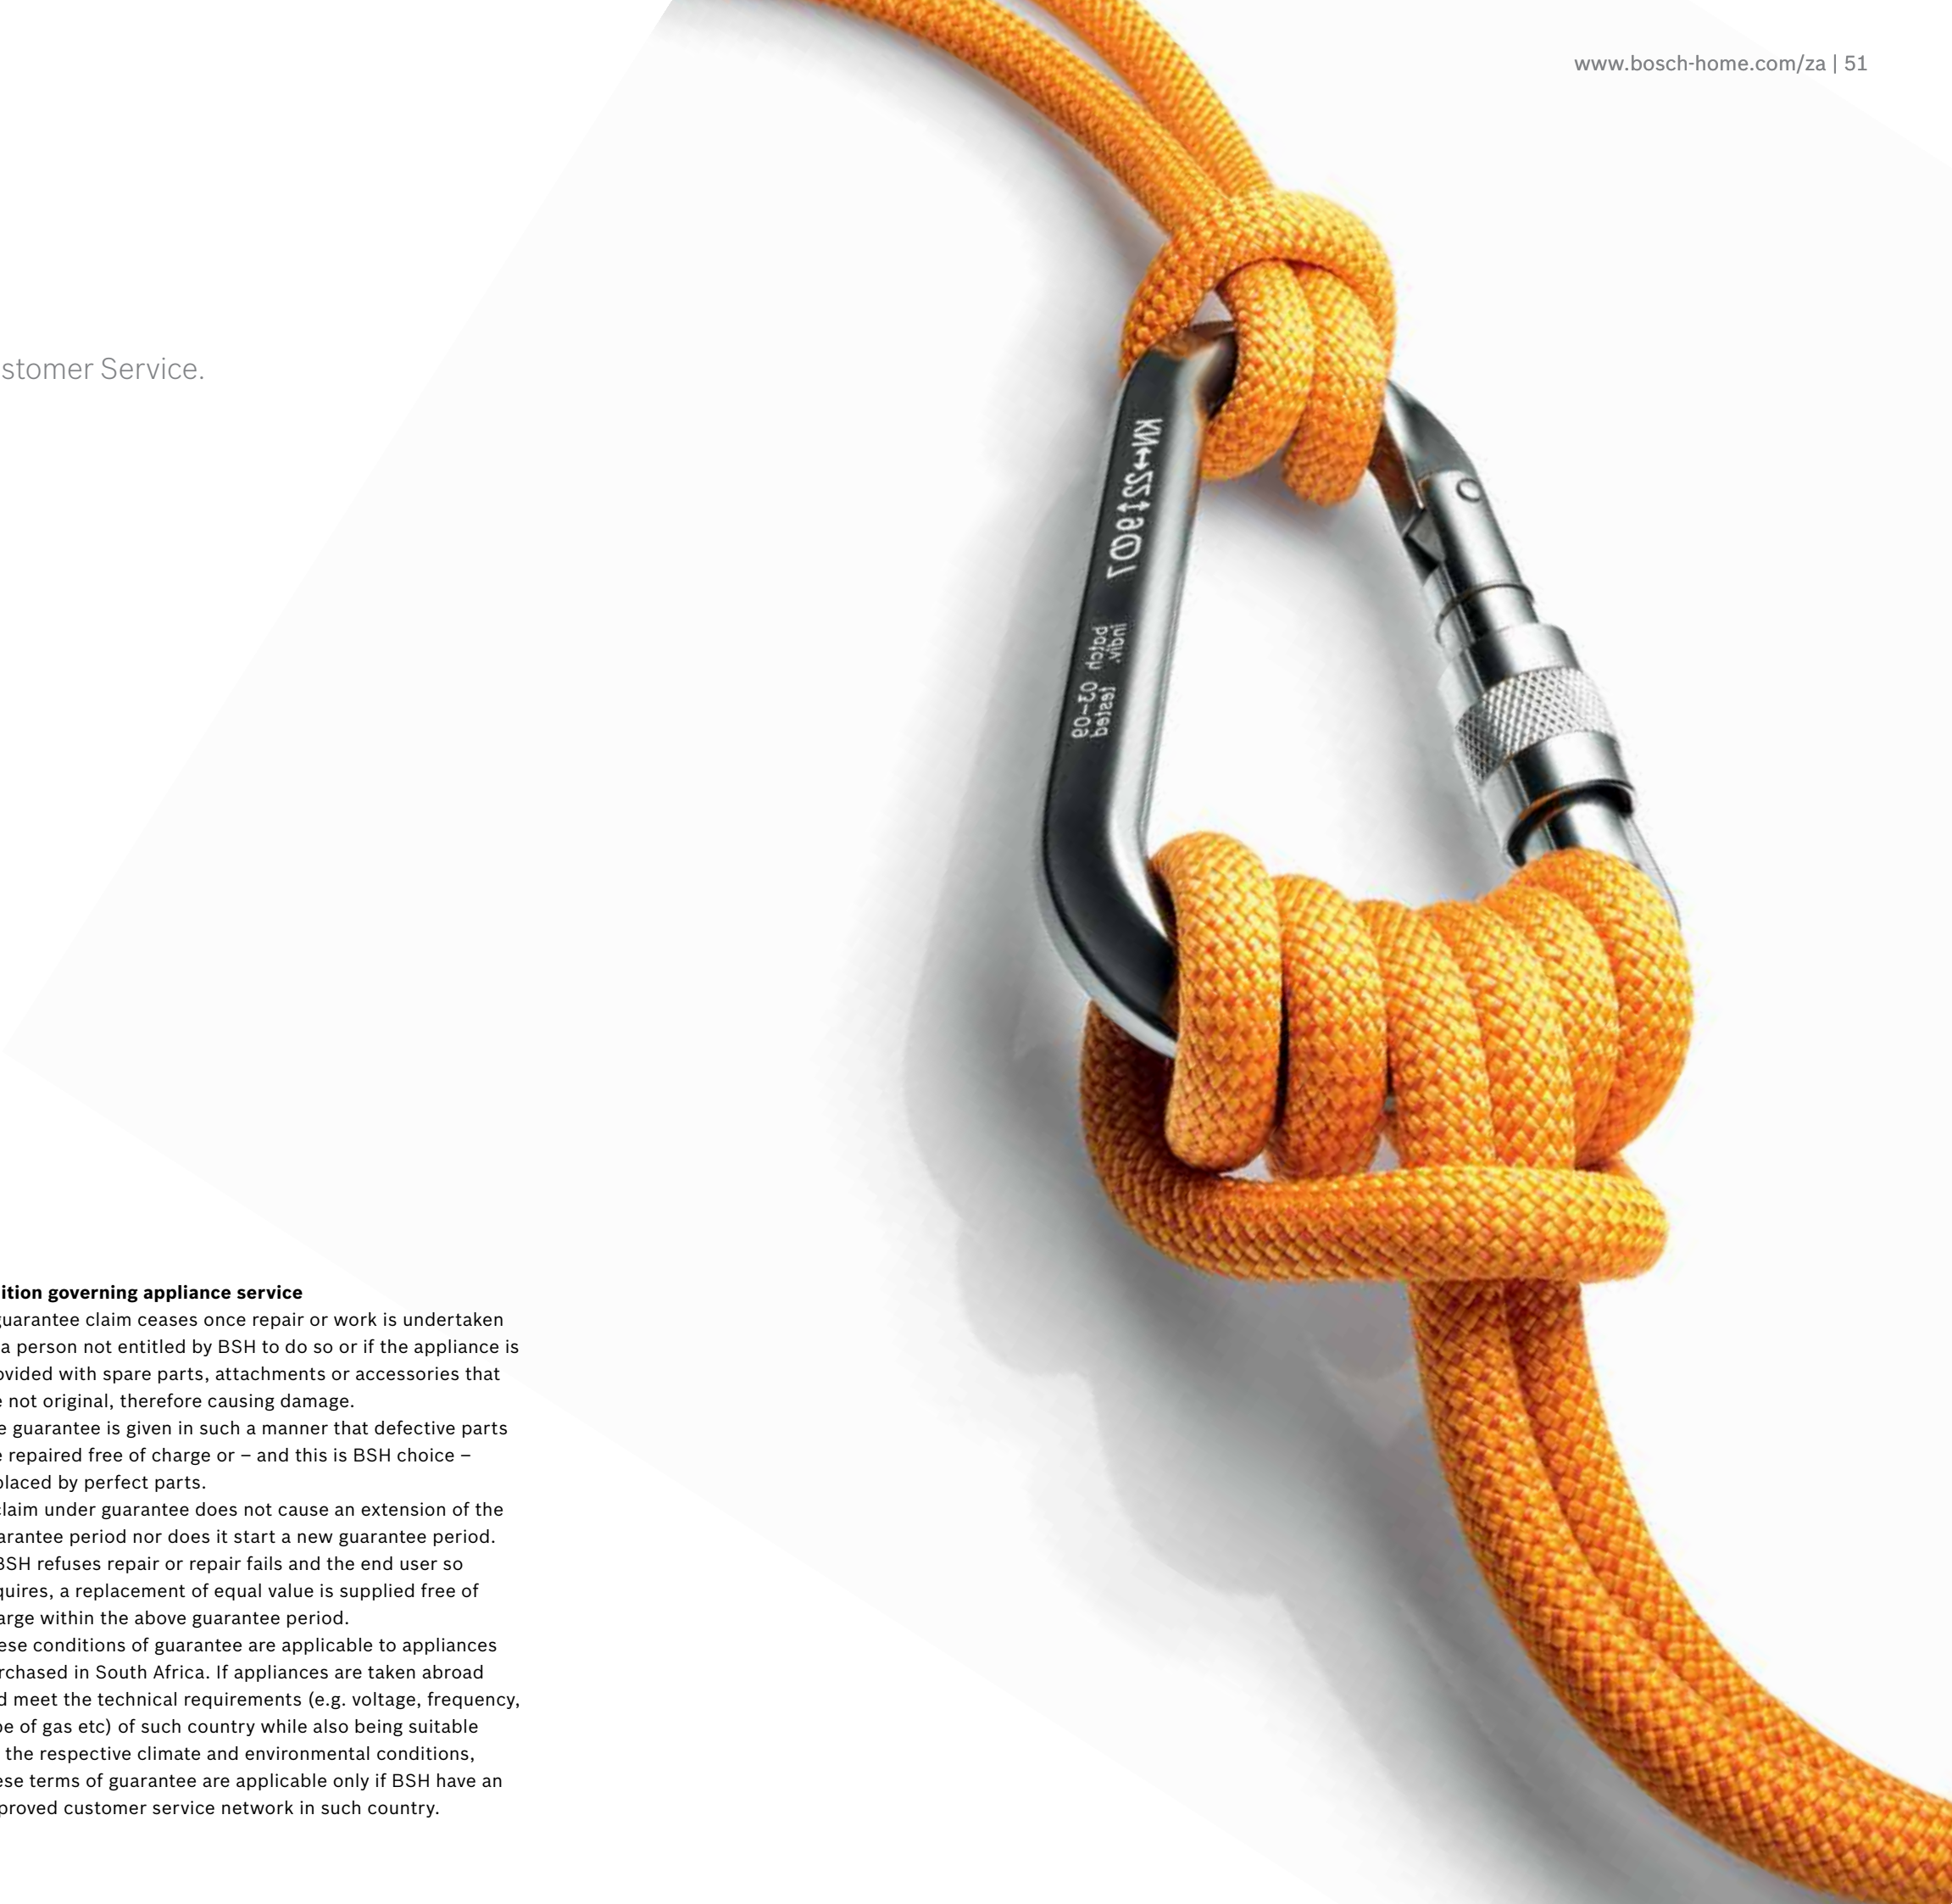 www.bosch-home.com/za | 51
stomer Service.
KN↔22↕9
indiv. tested
batch 03-09
ition governing appliance service
guarantee claim ceases once repair or work is undertaken
a person not entitled by BSH to do so or if the appliance is
ovided with spare parts, attachments or accessories that
e not original, therefore causing damage.
e guarantee is given in such a manner that defective parts
e repaired free of charge or – and this is BSH choice –
placed by perfect parts.
claim under guarantee does not cause an extension of the
arantee period nor does it start a new guarantee period.
BSH refuses repair or repair fails and the end user so
quires, a replacement of equal value is supplied free of
arge within the above guarantee period.
ese conditions of guarantee are applicable to appliances
rchased in South Africa. If appliances are taken abroad
d meet the technical requirements (e.g. voltage, frequency,
pe of gas etc) of such country while also being suitable
the respective climate and environmental conditions,
ese terms of guarantee are applicable only if BSH have an
proved customer service network in such country.